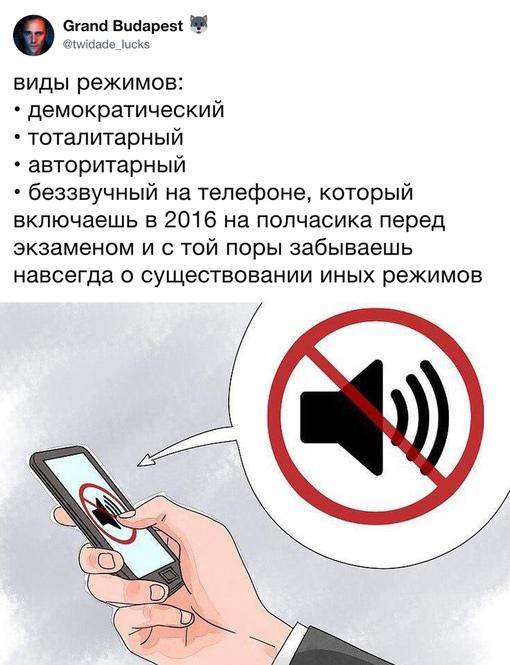 Grand Budapest 🐺
@twidade_lucks
виды режимов:
• демократический
• тоталитарный
• авторитарный
• беззвучный на телефоне, который
включаешь в 2016 на полчасика перед
экзаменом и с той поры забываешь
навсегда о существовании иных режимов